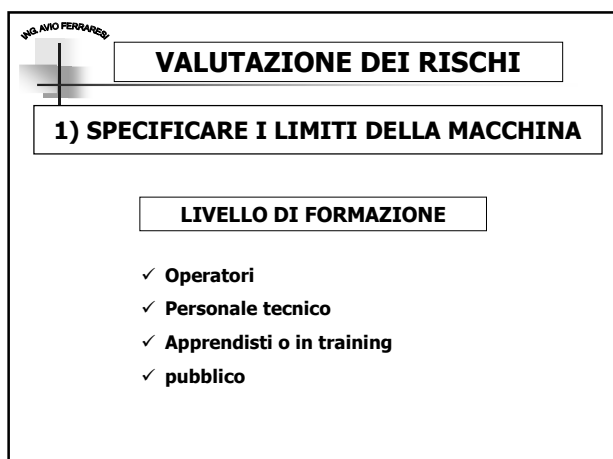 ING. AVIO FERRARESI
VALUTAZIONE DEI RISCHI
1) SPECIFICARE I LIMITI DELLA MACCHINA
LIVELLO DI FORMAZIONE
✓ Operatori
✓ Personale tecnico
✓ Apprendisti o in training
✓ pubblico